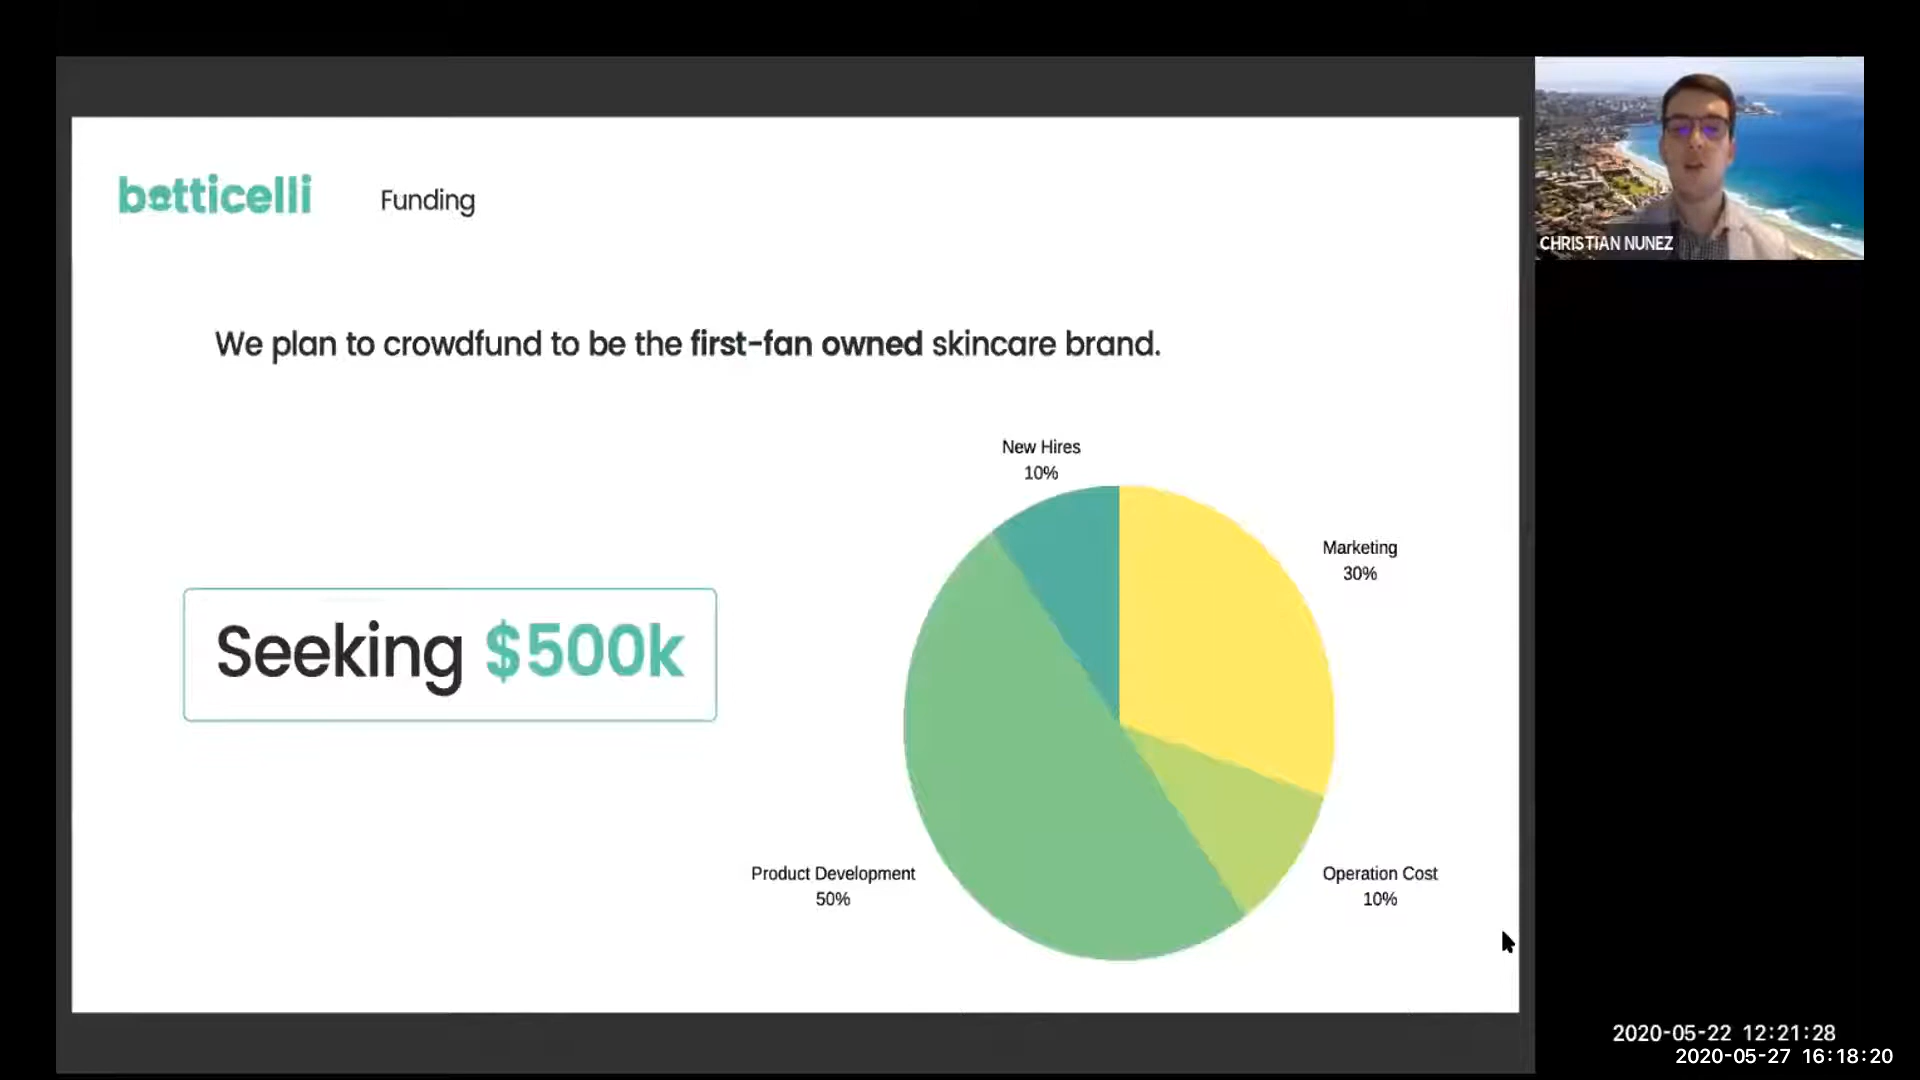 botticelli
Funding
CHRISTIAN NUNEZ
We plan to crowdfund to be the first-fan owned skincare brand.
New Hires
10%
Marketing
30%
Seeking $500k
Product Development
50%
Operation Cost
10%
2020-05-22 12:21:28
2020-05-27 16:18:20